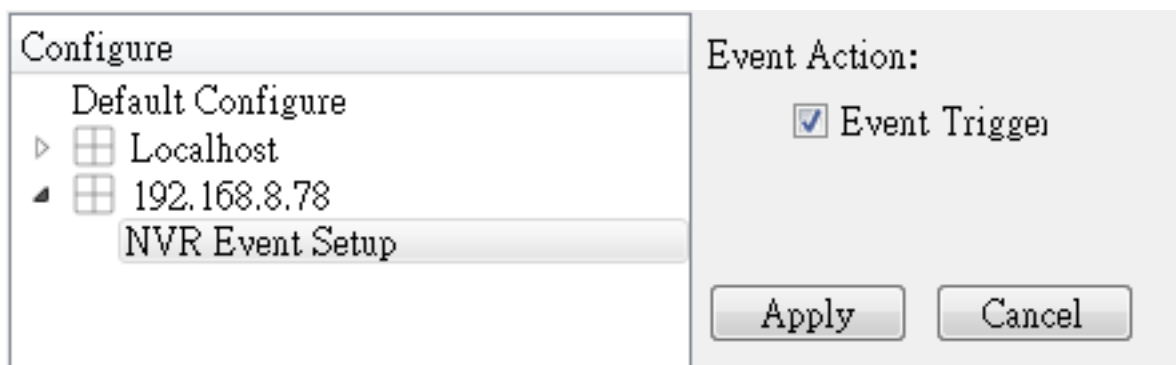 Configure
Default Configure
Localhost
192.168.8.78
NVR Event Setup
Event Action:
Event Trigger
Apply
Cancel